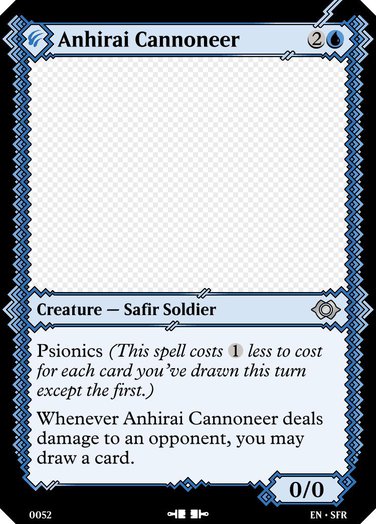 Anhirai Cannoneer 2
Creature — Safir Soldier
Psionics (This spell costs 1 less to cost
for each card you've drawn this turn
except the first.)
Whenever Anhirai Cannoneer deals
damage to an opponent, you may
draw a card.
0/0
0052 EN • SFR